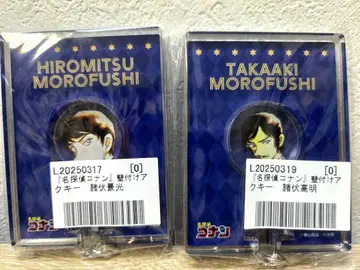 HIROMITSU
MOROFUSHI
L20250317 [0]
『名探偵コナン』壁付けア
クキー 諸伏景光
名探偵
コナン
TAKAAKI
MOROFUSHI
L20250319 [0]
『名探偵コナン』壁付けア
クキー 諸伏高明
名探偵
コナン